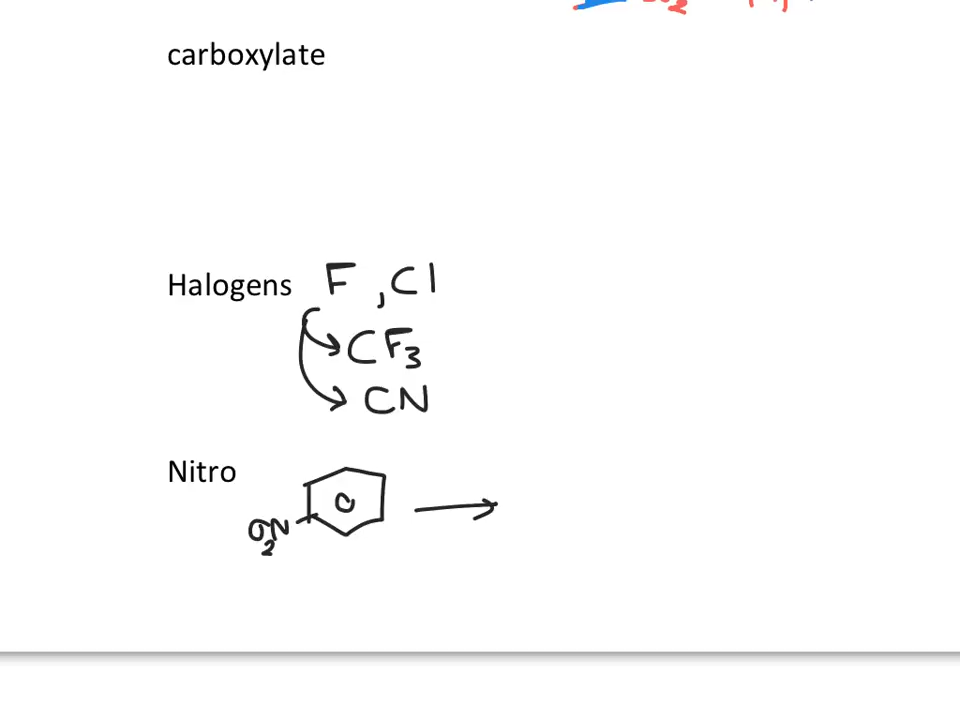 carboxylate
Halogens F, Cl
CF3
CN
Nitro
O2N